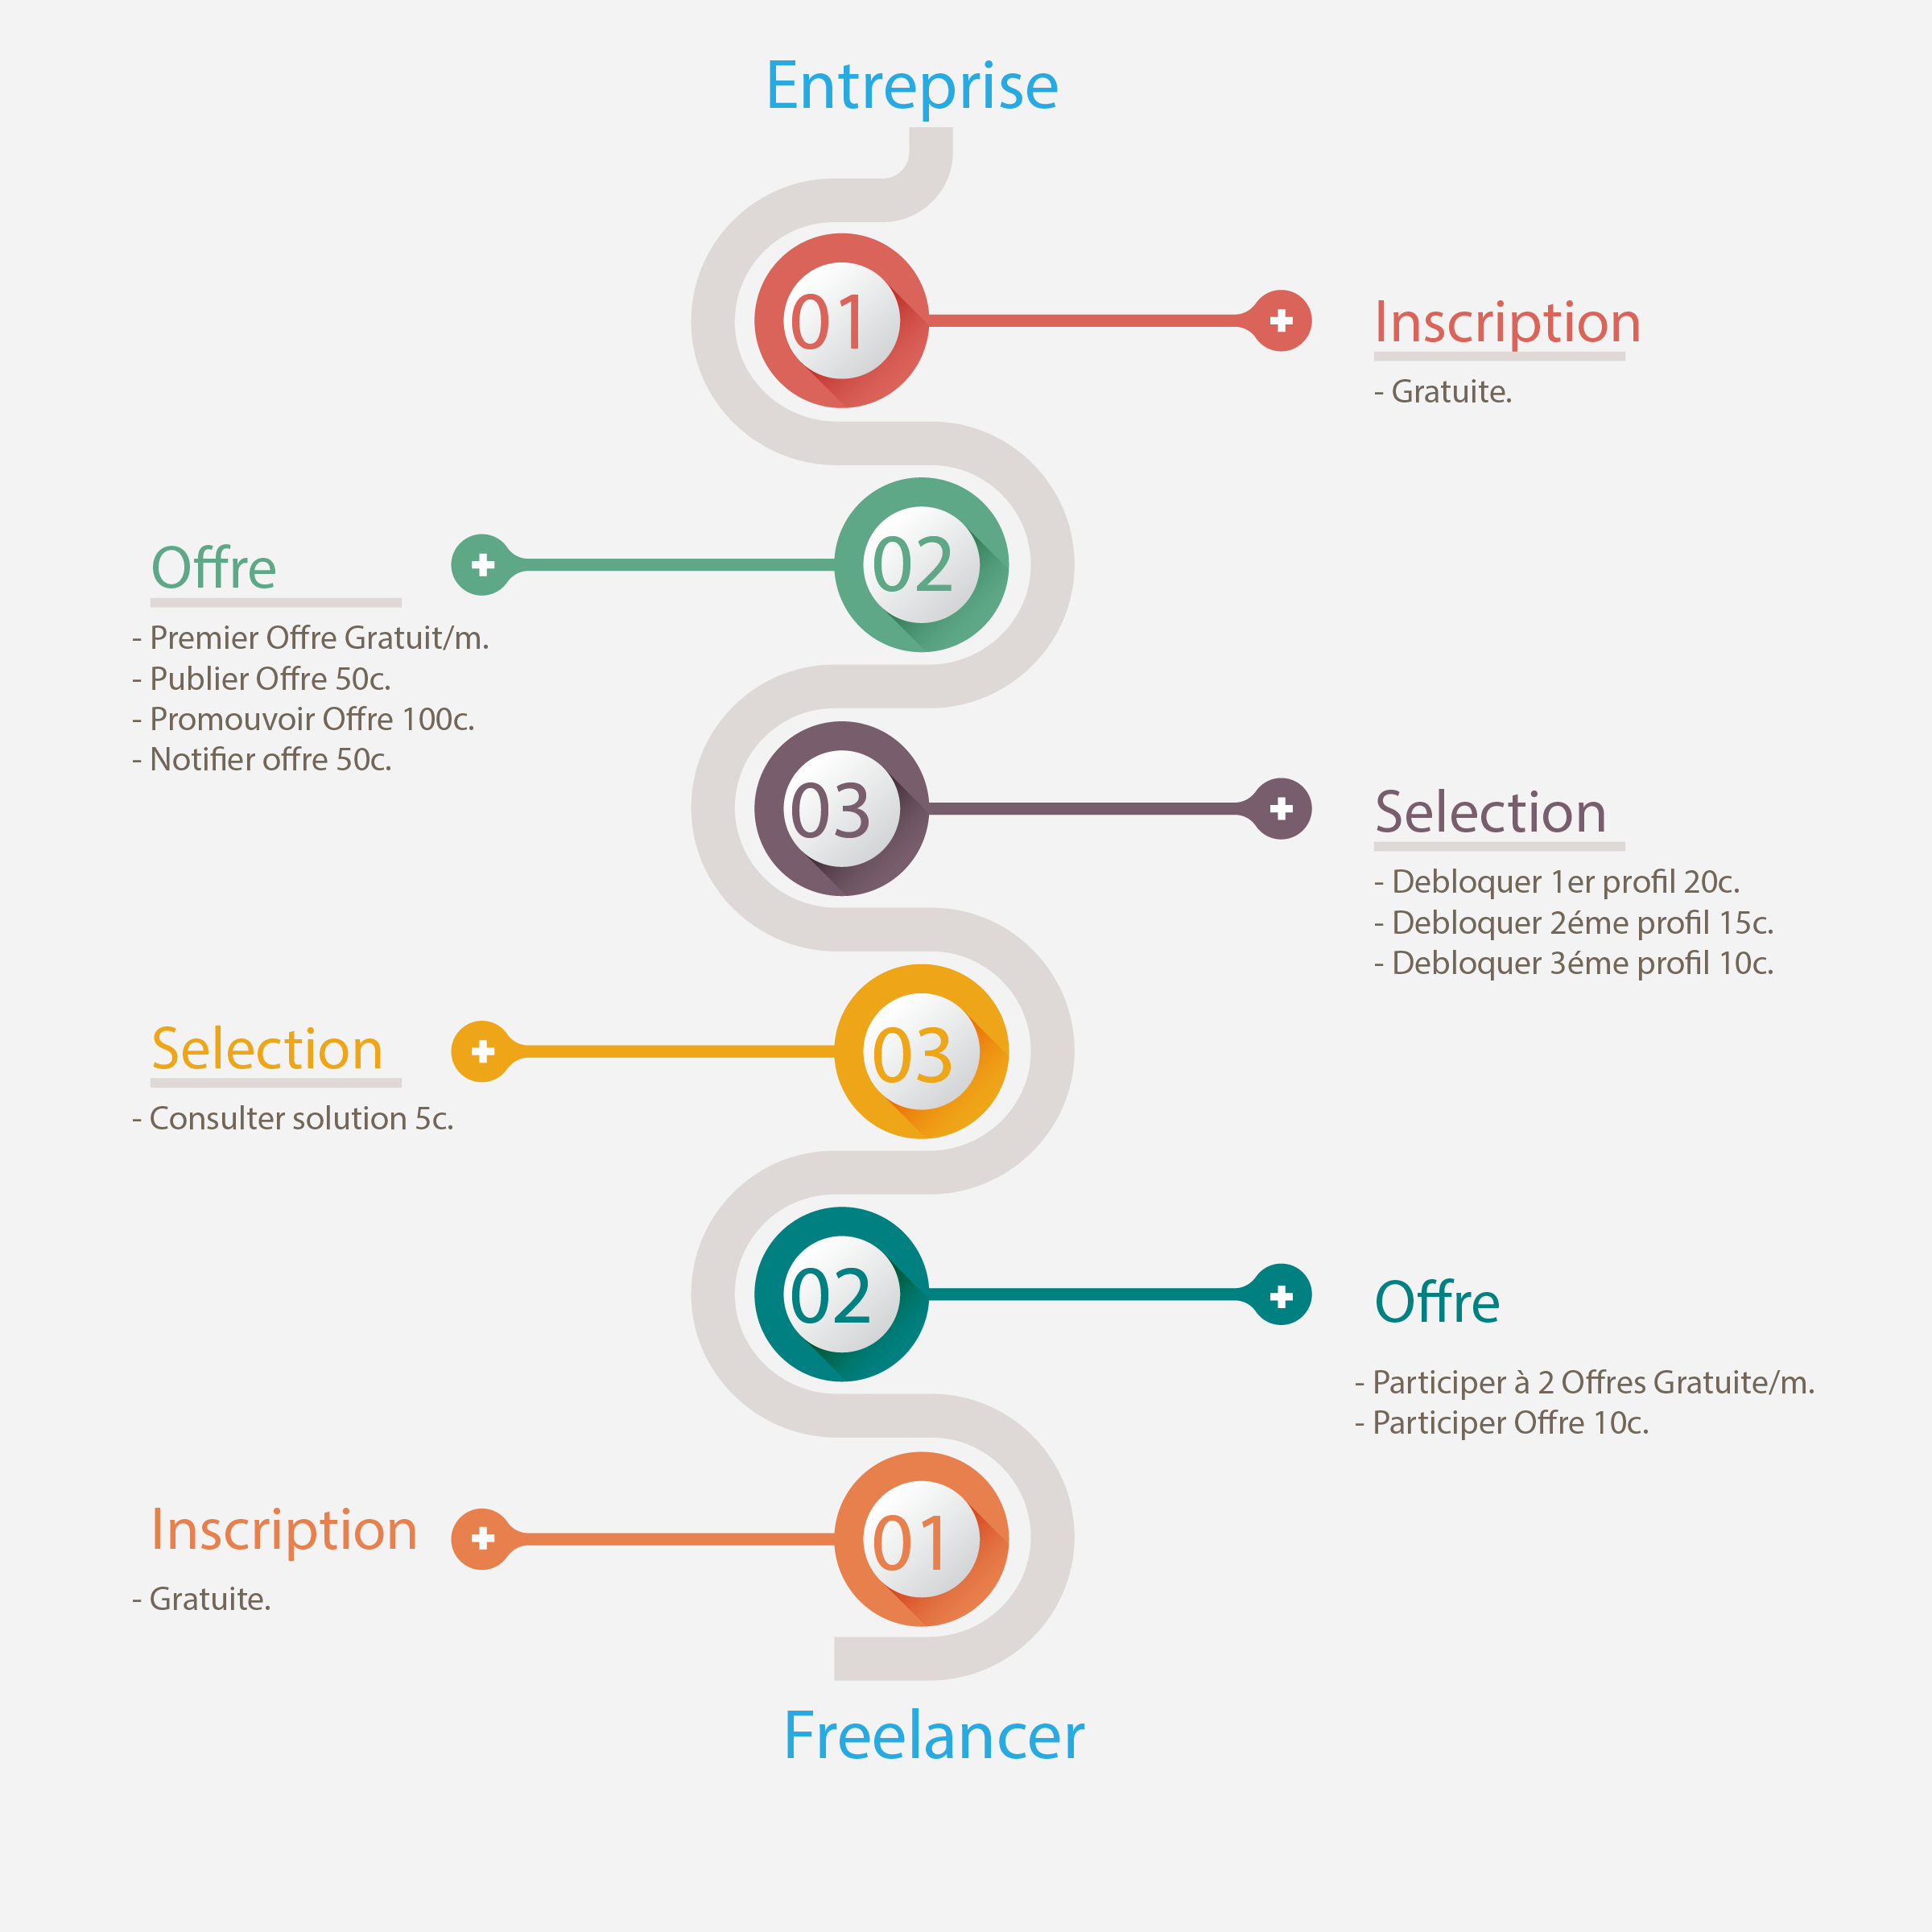 Entreprise
01
Inscription
- Gratuite.
02
Offre
- Premier Offre Gratuit/m.
- Publier Offre 50c.
- Promouvoir Offre 100c.
- Notifier offre 50c.
03
Selection
- Debloquer 1er profil 20c.
- Debloquer 2éme profil 15c.
- Debloquer 3éme profil 10c.
03
Selection
- Consulter solution 5c.
02
Offre
- Participer à 2 Offres Gratuite/m.
- Participer Offre 10c.
01
Inscription
- Gratuite.
Freelancer